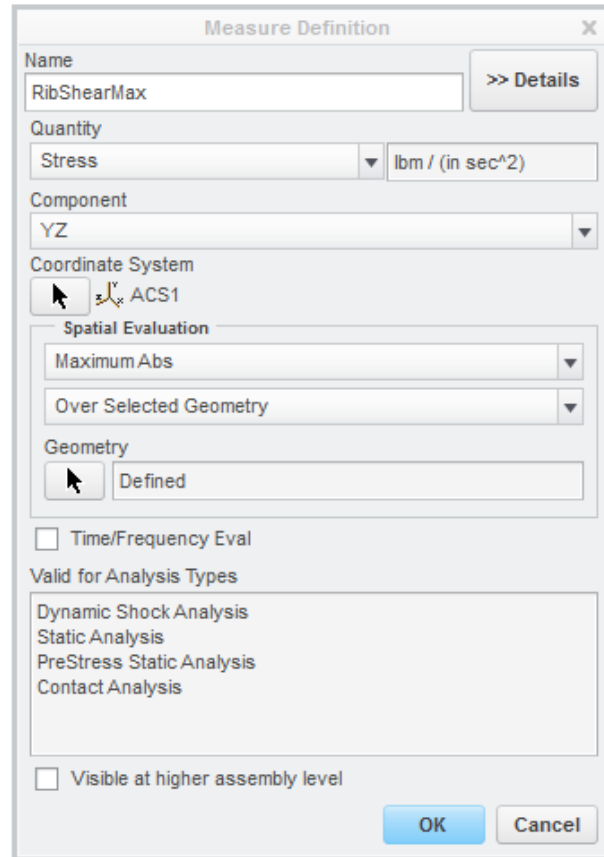 Measure Definition
Name
RibShearMax
>> Details
Quantity
Stress
lbm / (in sec^2)
Component
YZ
Coordinate System
ACS1
Spatial Evaluation
Maximum Abs
Over Selected Geometry
Geometry
Defined
Time/Frequency Eval
Valid for Analysis Types
Dynamic Shock Analysis
Static Analysis
PreStress Static Analysis
Contact Analysis
Visible at higher assembly level
OK Cancel